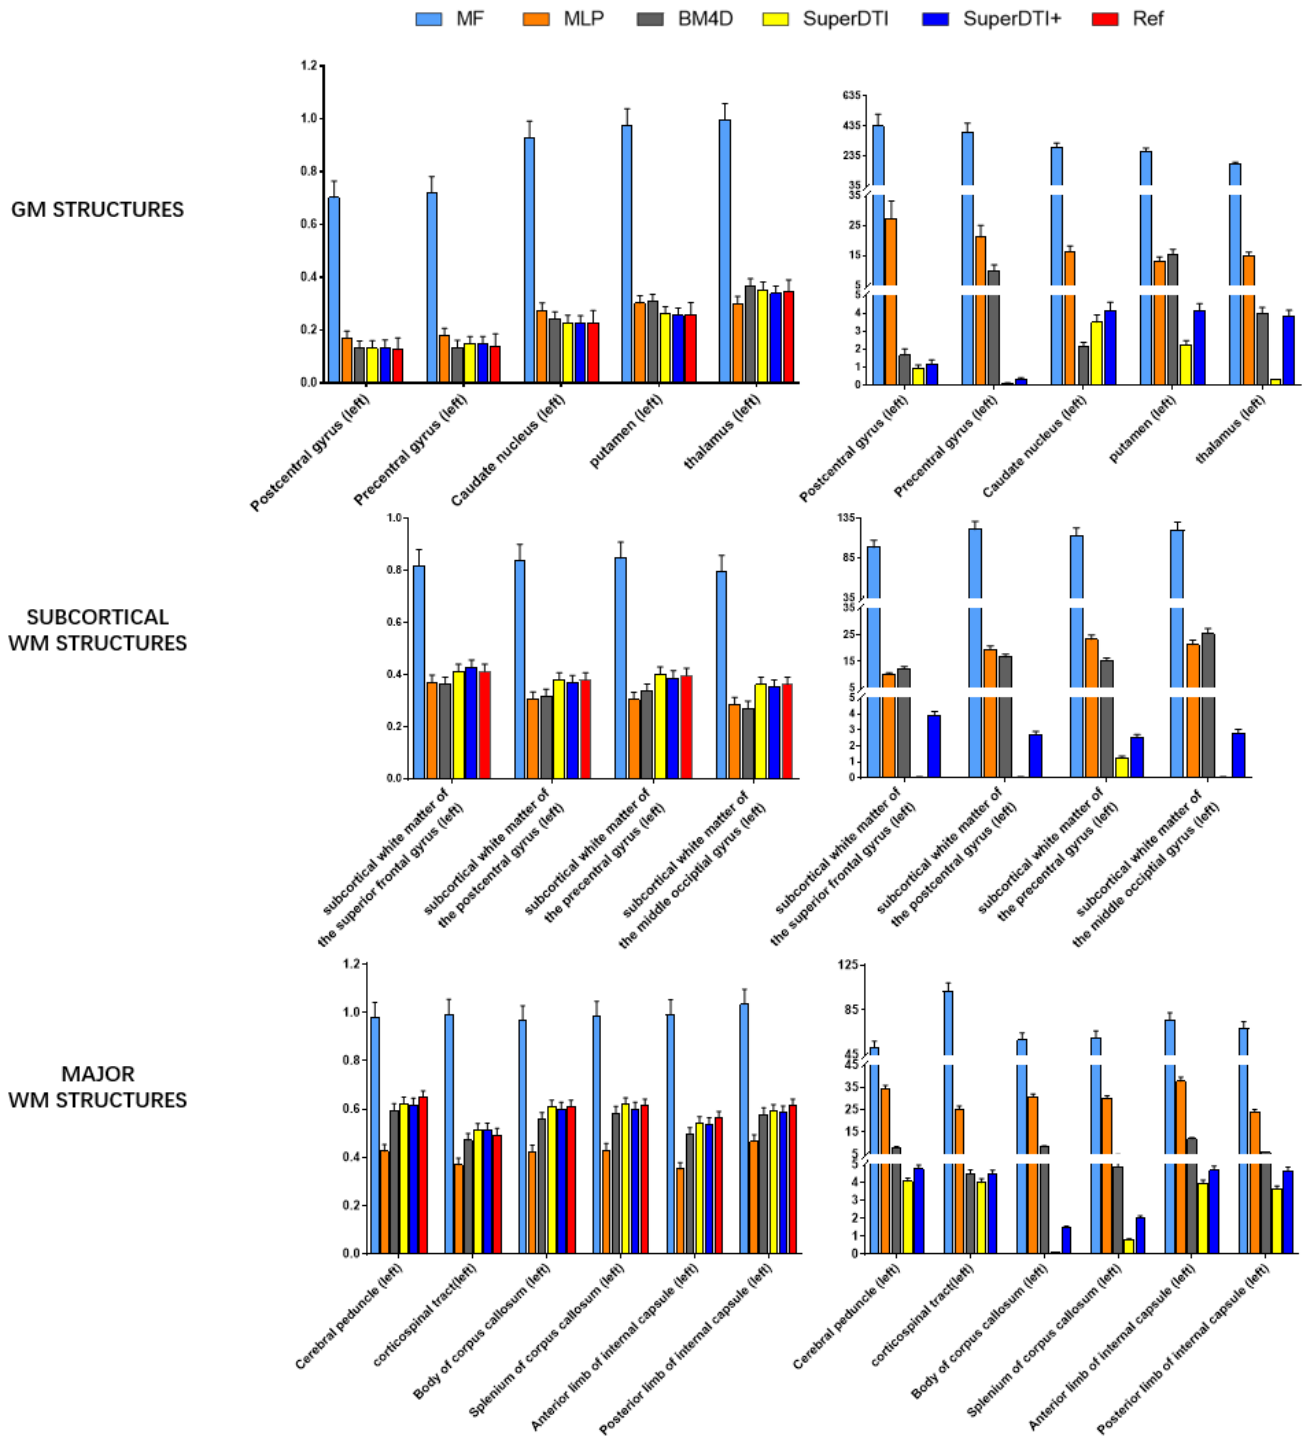 MF MLP BM4D SuperDTI SuperDTI+ Ref
GM STRUCTURES
1.2
1.0
0.8
0.6
0.4
0.2
0.0
Postcentral gyrus (left)
Precentral gyrus (left)
Caudate nucleus (left)
putamen (left)
thalamus (left)
635
435
235
35
35
25
15
5
5
4
3
2
1
0
Postcentral gyrus (left)
Precentral gyrus (left)
Caudate nucleus (left)
putamen (left)
thalamus (left)
SUBCORTICAL
WM STRUCTURES
1.0
0.8
0.6
0.4
0.2
0.0
subcortical white matter of
the superior frontal gyrus (left)
subcortical white matter of
the postcentral gyrus (left)
subcortical white matter of
the precentral gyrus (left)
subcortical white matter of
the middle occiptial gyrus (left)
135
85
35
35
25
15
5
5
4
3
2
1
0
subcortical white matter of
the superior frontal gyrus (left)
subcortical white matter of
the postcentral gyrus (left)
subcortical white matter of
the precentral gyrus (left)
subcortical white matter of
the middle occiptial gyrus (left)
MAJOR
WM STRUCTURES
1.2
1.0
0.8
0.6
0.4
0.2
0.0
Cerebral peduncle (left)
corticospinal tract(left)
Body of corpus callosum (left)
Splenium of corpus callosum (left)
Anterior limb of internal capsule (left)
Posterior limb of internal capsule (left)
125
85
45
45
35
25
15
5
5
4
3
2
1
0
Cerebral peduncle (left)
corticospinal tract(left)
Body of corpus callosum (left)
Splenium of corpus callosum (left)
Anterior limb of internal capsule (left)
Posterior limb of internal capsule (left)